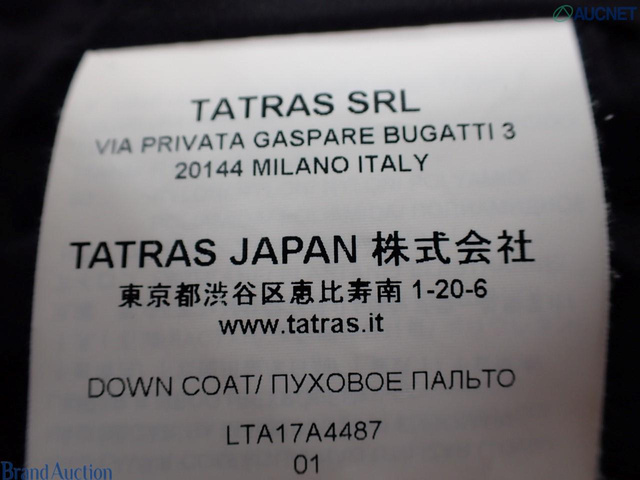 AUCNET
TATRAS SRL
VIA PRIVATA GASPARE BUGATTI 3
20144 MILANO ITALY
TATRAS JAPAN 株式会社
東京都渋谷区恵比寿南 1-20-6
www.tatras.it
DOWN COAT/ ПУХОВОЕ ПАЛЬТО
LTA17A4487
01
Brand Auction